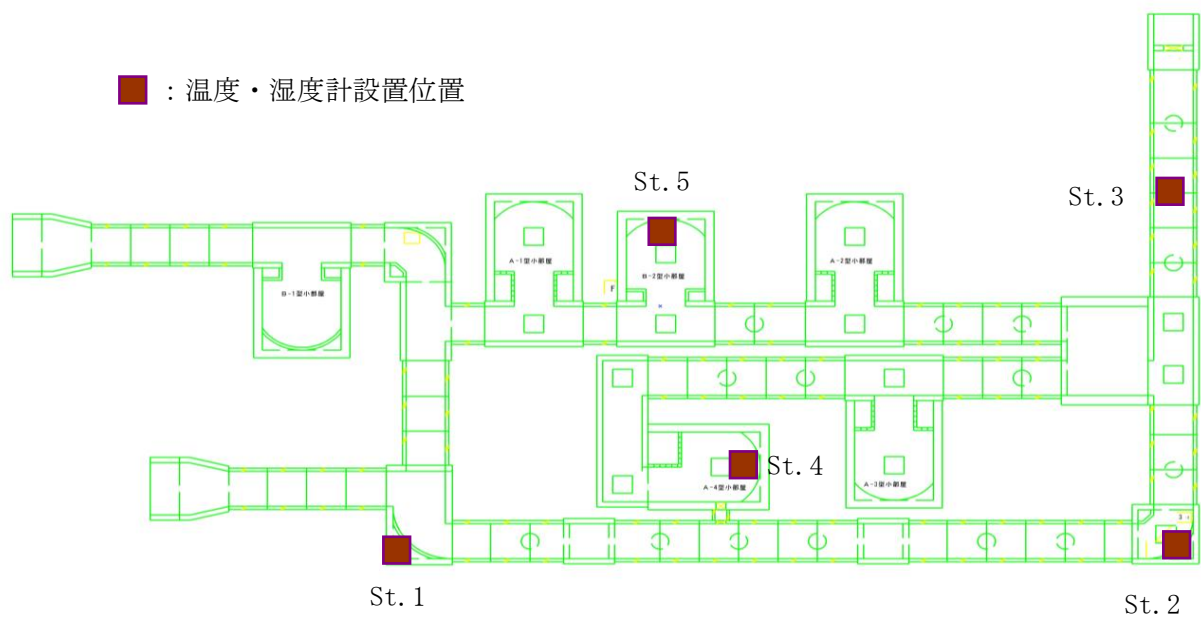 ：温度・湿度計設置位置
St.5
St.3
A-1型小部屋
B-2型小部屋
A-2型小部屋
B-1型小部屋
F
St.4
A-4型小部屋
A-3型小部屋
3
St.1
St.2